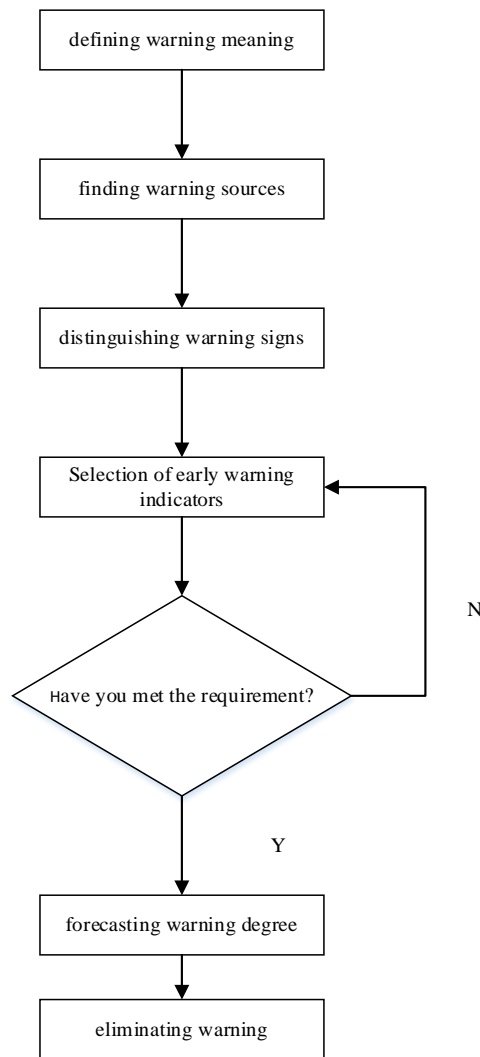 defining warning meaning
finding warning sources
distinguishing warning signs
Selection of early warning
indicators
N
Have you met the requirement?
Y
forecasting warning degree
eliminating warning